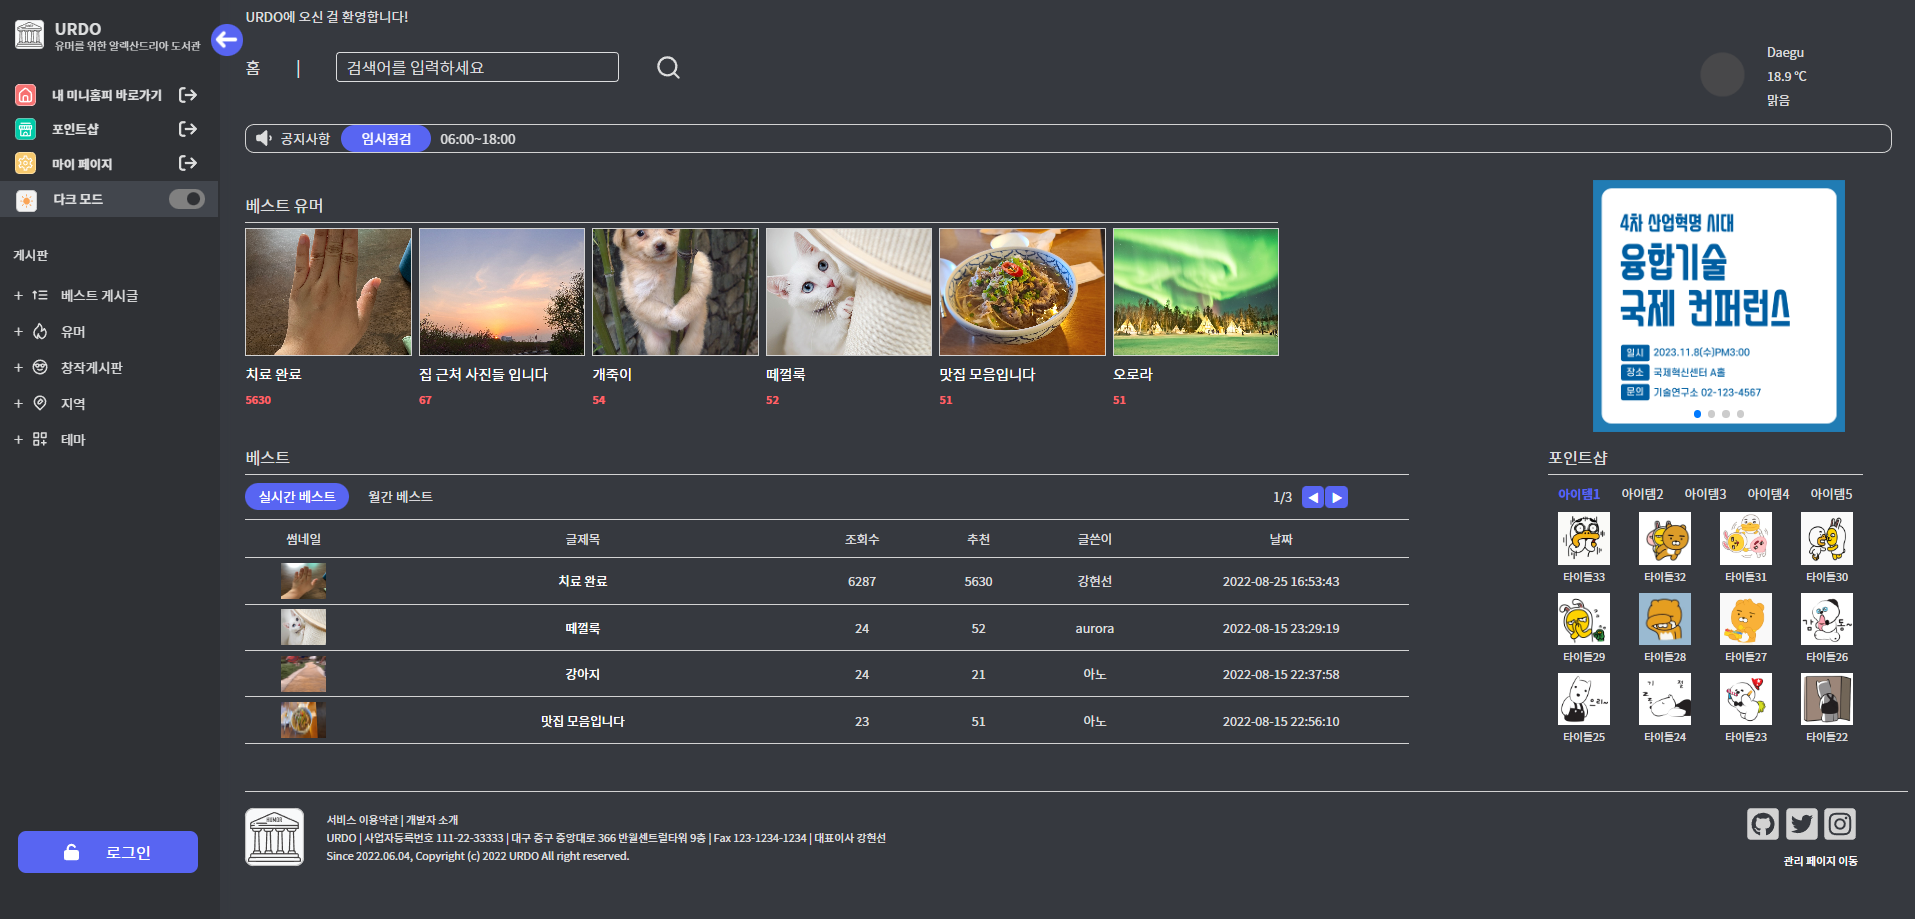 URDO
유머를 위한 알렉산드리아 도서관
내 미니홈피 바로가기
포인트샵
마이 페이지
다크 모드
게시판
+ 베스트 게시글
+ 유머
+ 창작게시판
+ 지역
+ 테마
로그인
URDO에 오신 걸 환영합니다!
홈 | 검색어를 입력하세요
Daegu
18.9 ℃
맑음
공지사항 임시점검 06:00~18:00
베스트 유머
치료 완료
5630
집 근처 사진들 입니다
67
개죽이
54
떼껄룩
52
맛집 모음입니다
51
오로라
51
4차 산업혁명 시대
융합기술
국제 컨퍼런스
일시 2023.11.8(수)PM3:00
장소 국제혁신센터 A홀
문의 기술연구소 02-123-4567
베스트
실시간 베스트 월간 베스트 1/3 ◀ ▶
썸네일 글제목 조회수 추천 글쓴이 날짜
치료 완료 6287 5630 강현선 2022-08-25 16:53:43
떼껄룩 24 52 aurora 2022-08-15 23:29:19
강아지 24 21 아노 2022-08-15 22:37:58
맛집 모음입니다 23 51 아노 2022-08-15 22:56:10
포인트샵
아이템1 아이템2 아이템3 아이템4 아이템5
타이틀33 타이틀32 타이틀31 타이틀30
감 동~
타이틀29 타이틀28 타이틀27 타이틀26
으리~
기 절
타이틀25 타이틀24 타이틀23 타이틀22
HUMOR
서비스 이용약관 | 개발자 소개
URDO | 사업자등록번호 111-22-33333 | 대구 중구 중앙대로 366 반월센트럴타워 9층 | Fax 123-1234-1234 | 대표이사 강현선
Since 2022.06.04, Copyright (c) 2022 URDO All right reserved.
관리 페이지 이동